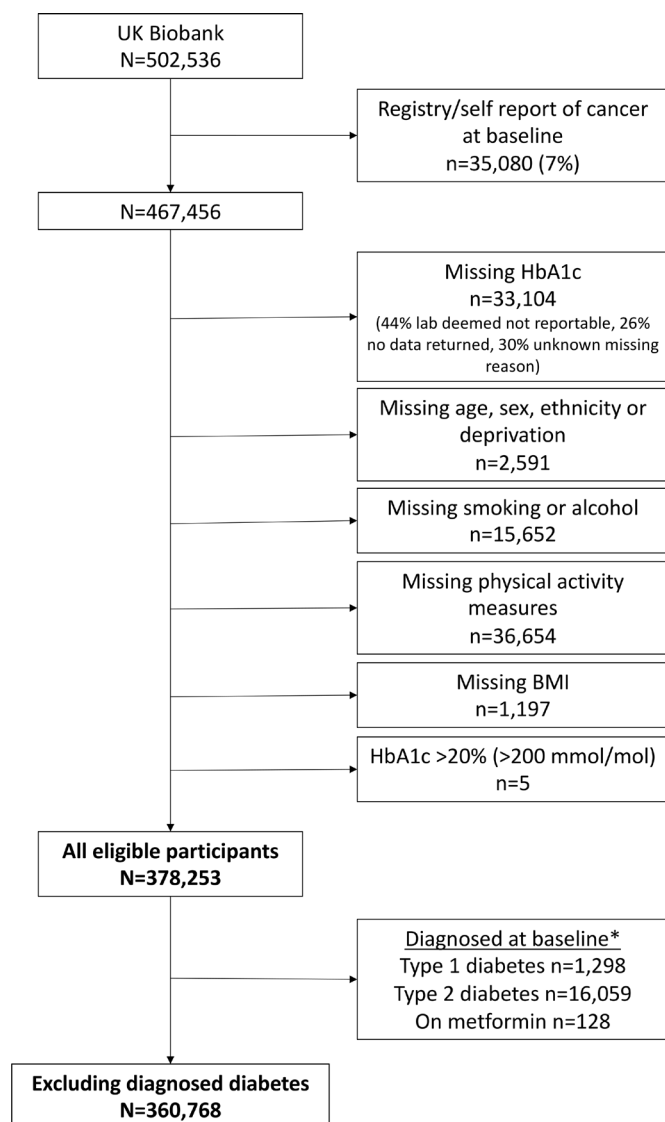 UK Biobank
N=502,536
Registry/self report of cancer
at baseline
n=35,080 (7%)
N=467,456
Missing HbA1c
n=33,104
(44% lab deemed not reportable, 26%
no data returned, 30% unknown missing
reason)
Missing age, sex, ethnicity or
deprivation
n=2,591
Missing smoking or alcohol
n=15,652
Missing physical activity
measures
n=36,654
Missing BMI
n=1,197
HbA1c >20% (>200 mmol/mol)
n=5
All eligible participants
N=378,253
Diagnosed at baseline*
Type 1 diabetes n=1,298
Type 2 diabetes n=16,059
On metformin n=128
Excluding diagnosed diabetes
N=360,768